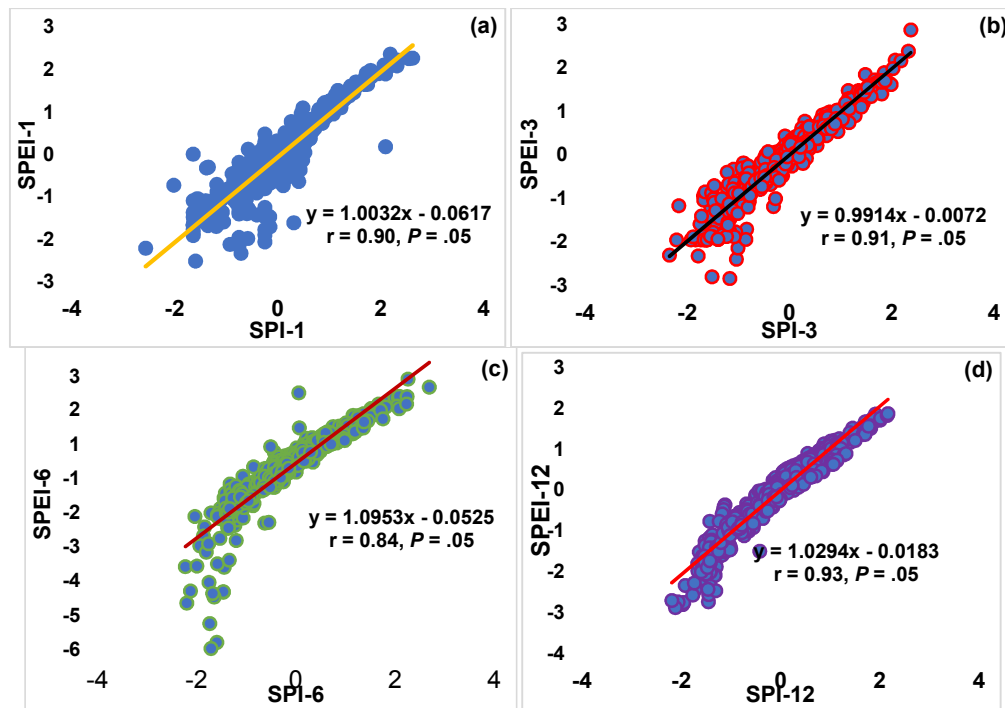 (a)
3
2
1
0
-1
-2
-3
SPEI-1
y = 1.0032x - 0.0617
r = 0.90, P = .05
-4 -2 0 2 4
SPI-1
(b)
3
2
1
0
-1
-2
-3
SPEI-3
y = 0.9914x - 0.0072
r = 0.91, P = .05
-4 -2 0 2 4
SPI-3
(c)
3
2
1
-1
-2
-3
-4
-5
-6
SPEI-6
y = 1.0953x - 0.0525
r = 0.84, P = .05
-4 -2 0 2 4
SPI-6
(d)
3
2
1
0
-1
-2
-3
-4
SPEI-12
y = 1.0294x - 0.0183
r = 0.93, P = .05
-4 -2 0 2 4
SPI-12